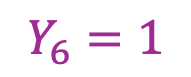 Y₆ = 1